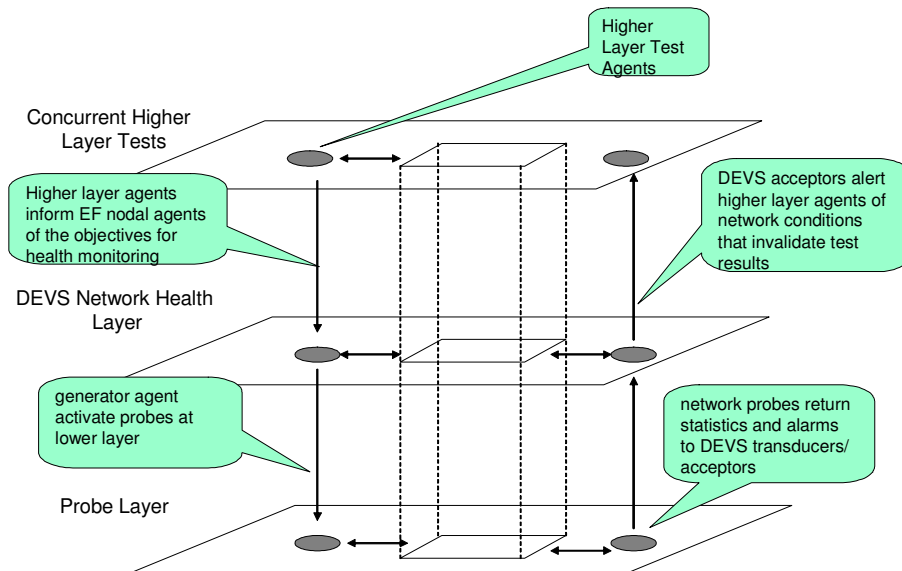 Higher
Layer Test
Agents
Concurrent Higher
Layer Tests
Higher layer agents
inform EF nodal agents
of the objectives for
health monitoring
DEVS acceptors alert
higher layer agents of
network conditions
that invalidate test
results
DEVS Network Health
Layer
generator agent
activate probes at
lower layer
network probes return
statistics and alarms
to DEVS transducers/
acceptors
Probe Layer